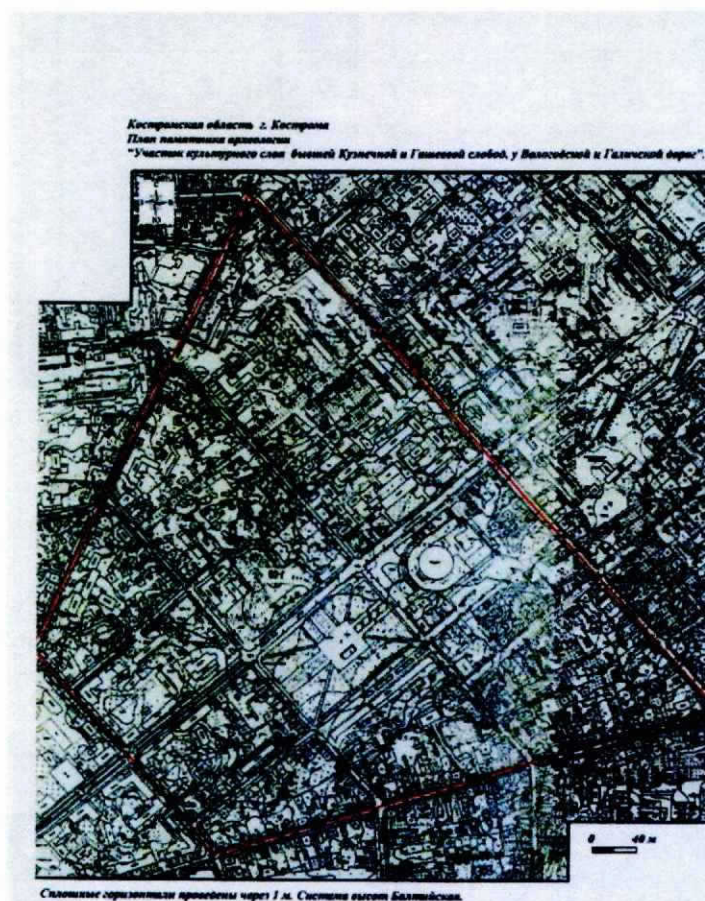 Костромская область г. Кострома
План памятника археологии
"Участок культурного слоя бывшей Кузнечной и Гашеевой слобод, у Вологодской и Галичской дорог".
0 40 м
Сплошные горизонтали проведены через 1 м. Система высот Балтийская.